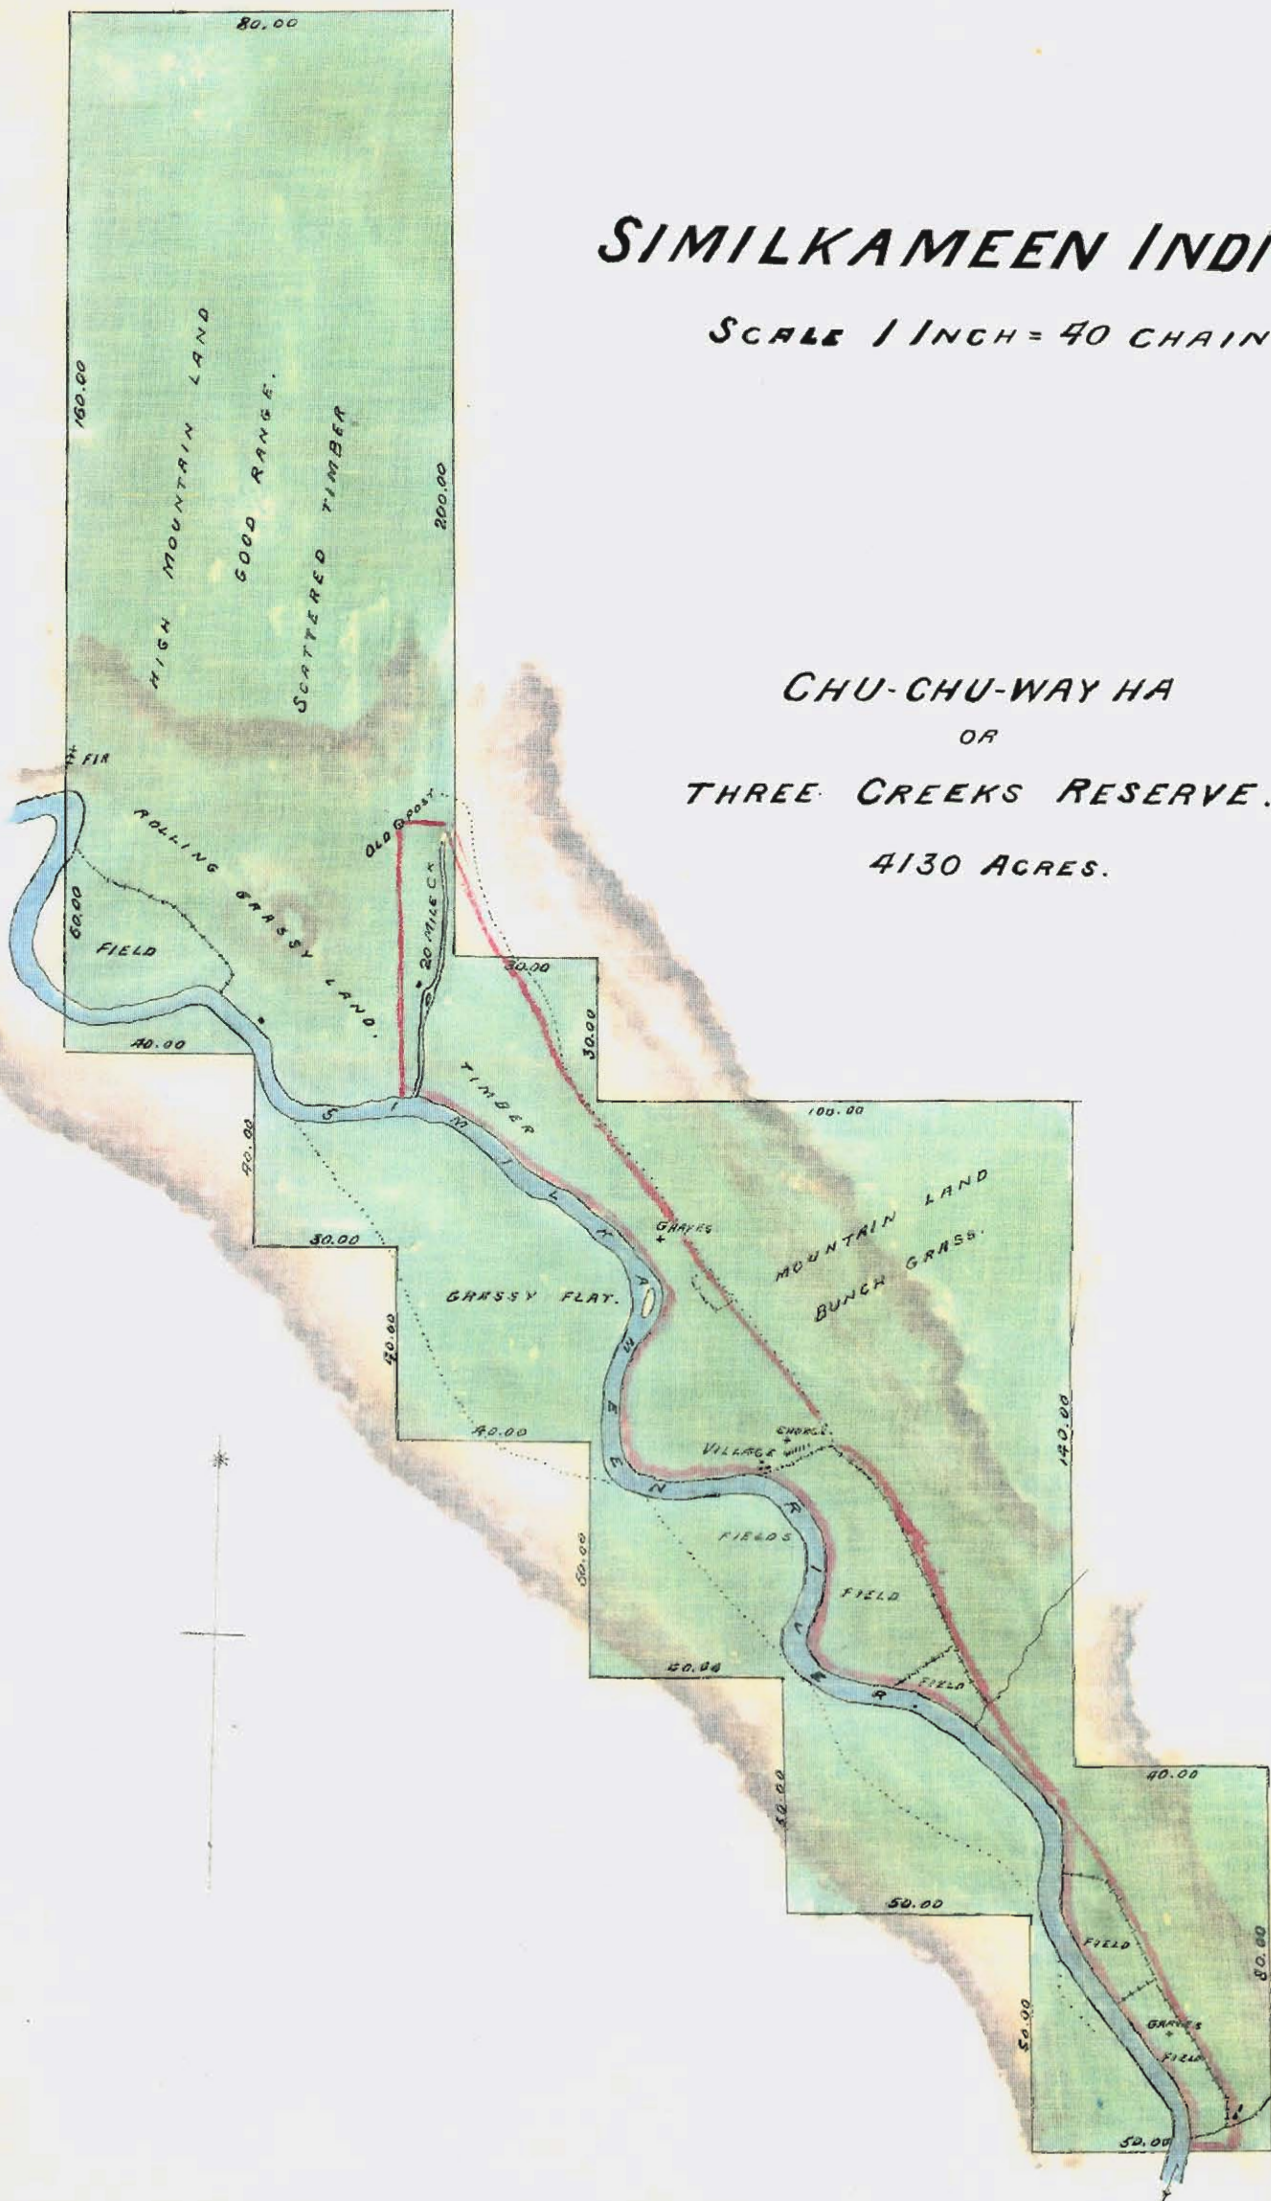 80.00
SIMILKAMEEN INDI
SCALE 1 INCH = 40 CHAIN
160.00
HIGH MOUNTAIN LAND
GOOD RANGE.
SCATTERED TIMBER
200.00
CHU-CHU-WAY HA
OR
THREE CREEKS RESERVE.
4130 ACRES.
FIR
ROLLING GRASSY LAND.
OLD POST
20 MILE CK
60.00
FIELD
30.00
30.00
40.00
TIMBER
100.00
40.00
SIMILKAMEEN RIVER
MOUNTAIN LAND
BUNCH GRASS.
GRAVES
30.00
GRASSY FLAT.
40.00
140.00
40.00
CHURCH.
VILLAGE
FIELDS
50.00
FIELD
40.00
FIELD
40.00
50.00
50.00
FIELD
80.00
50.00
GRAVES
FIELD
50.00